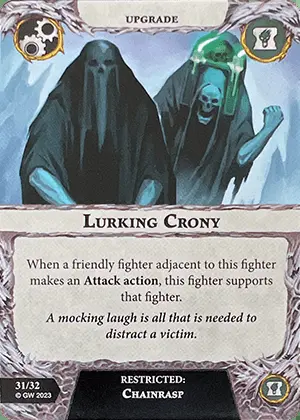 UPGRADE
LURKING CRONY
When a friendly fighter adjacent to this fighter
makes an Attack action, this fighter supports
that fighter.
A mocking laugh is all that is needed to
distract a victim.
31/32
© GW 2023
RESTRICTED:
CHAINRASP